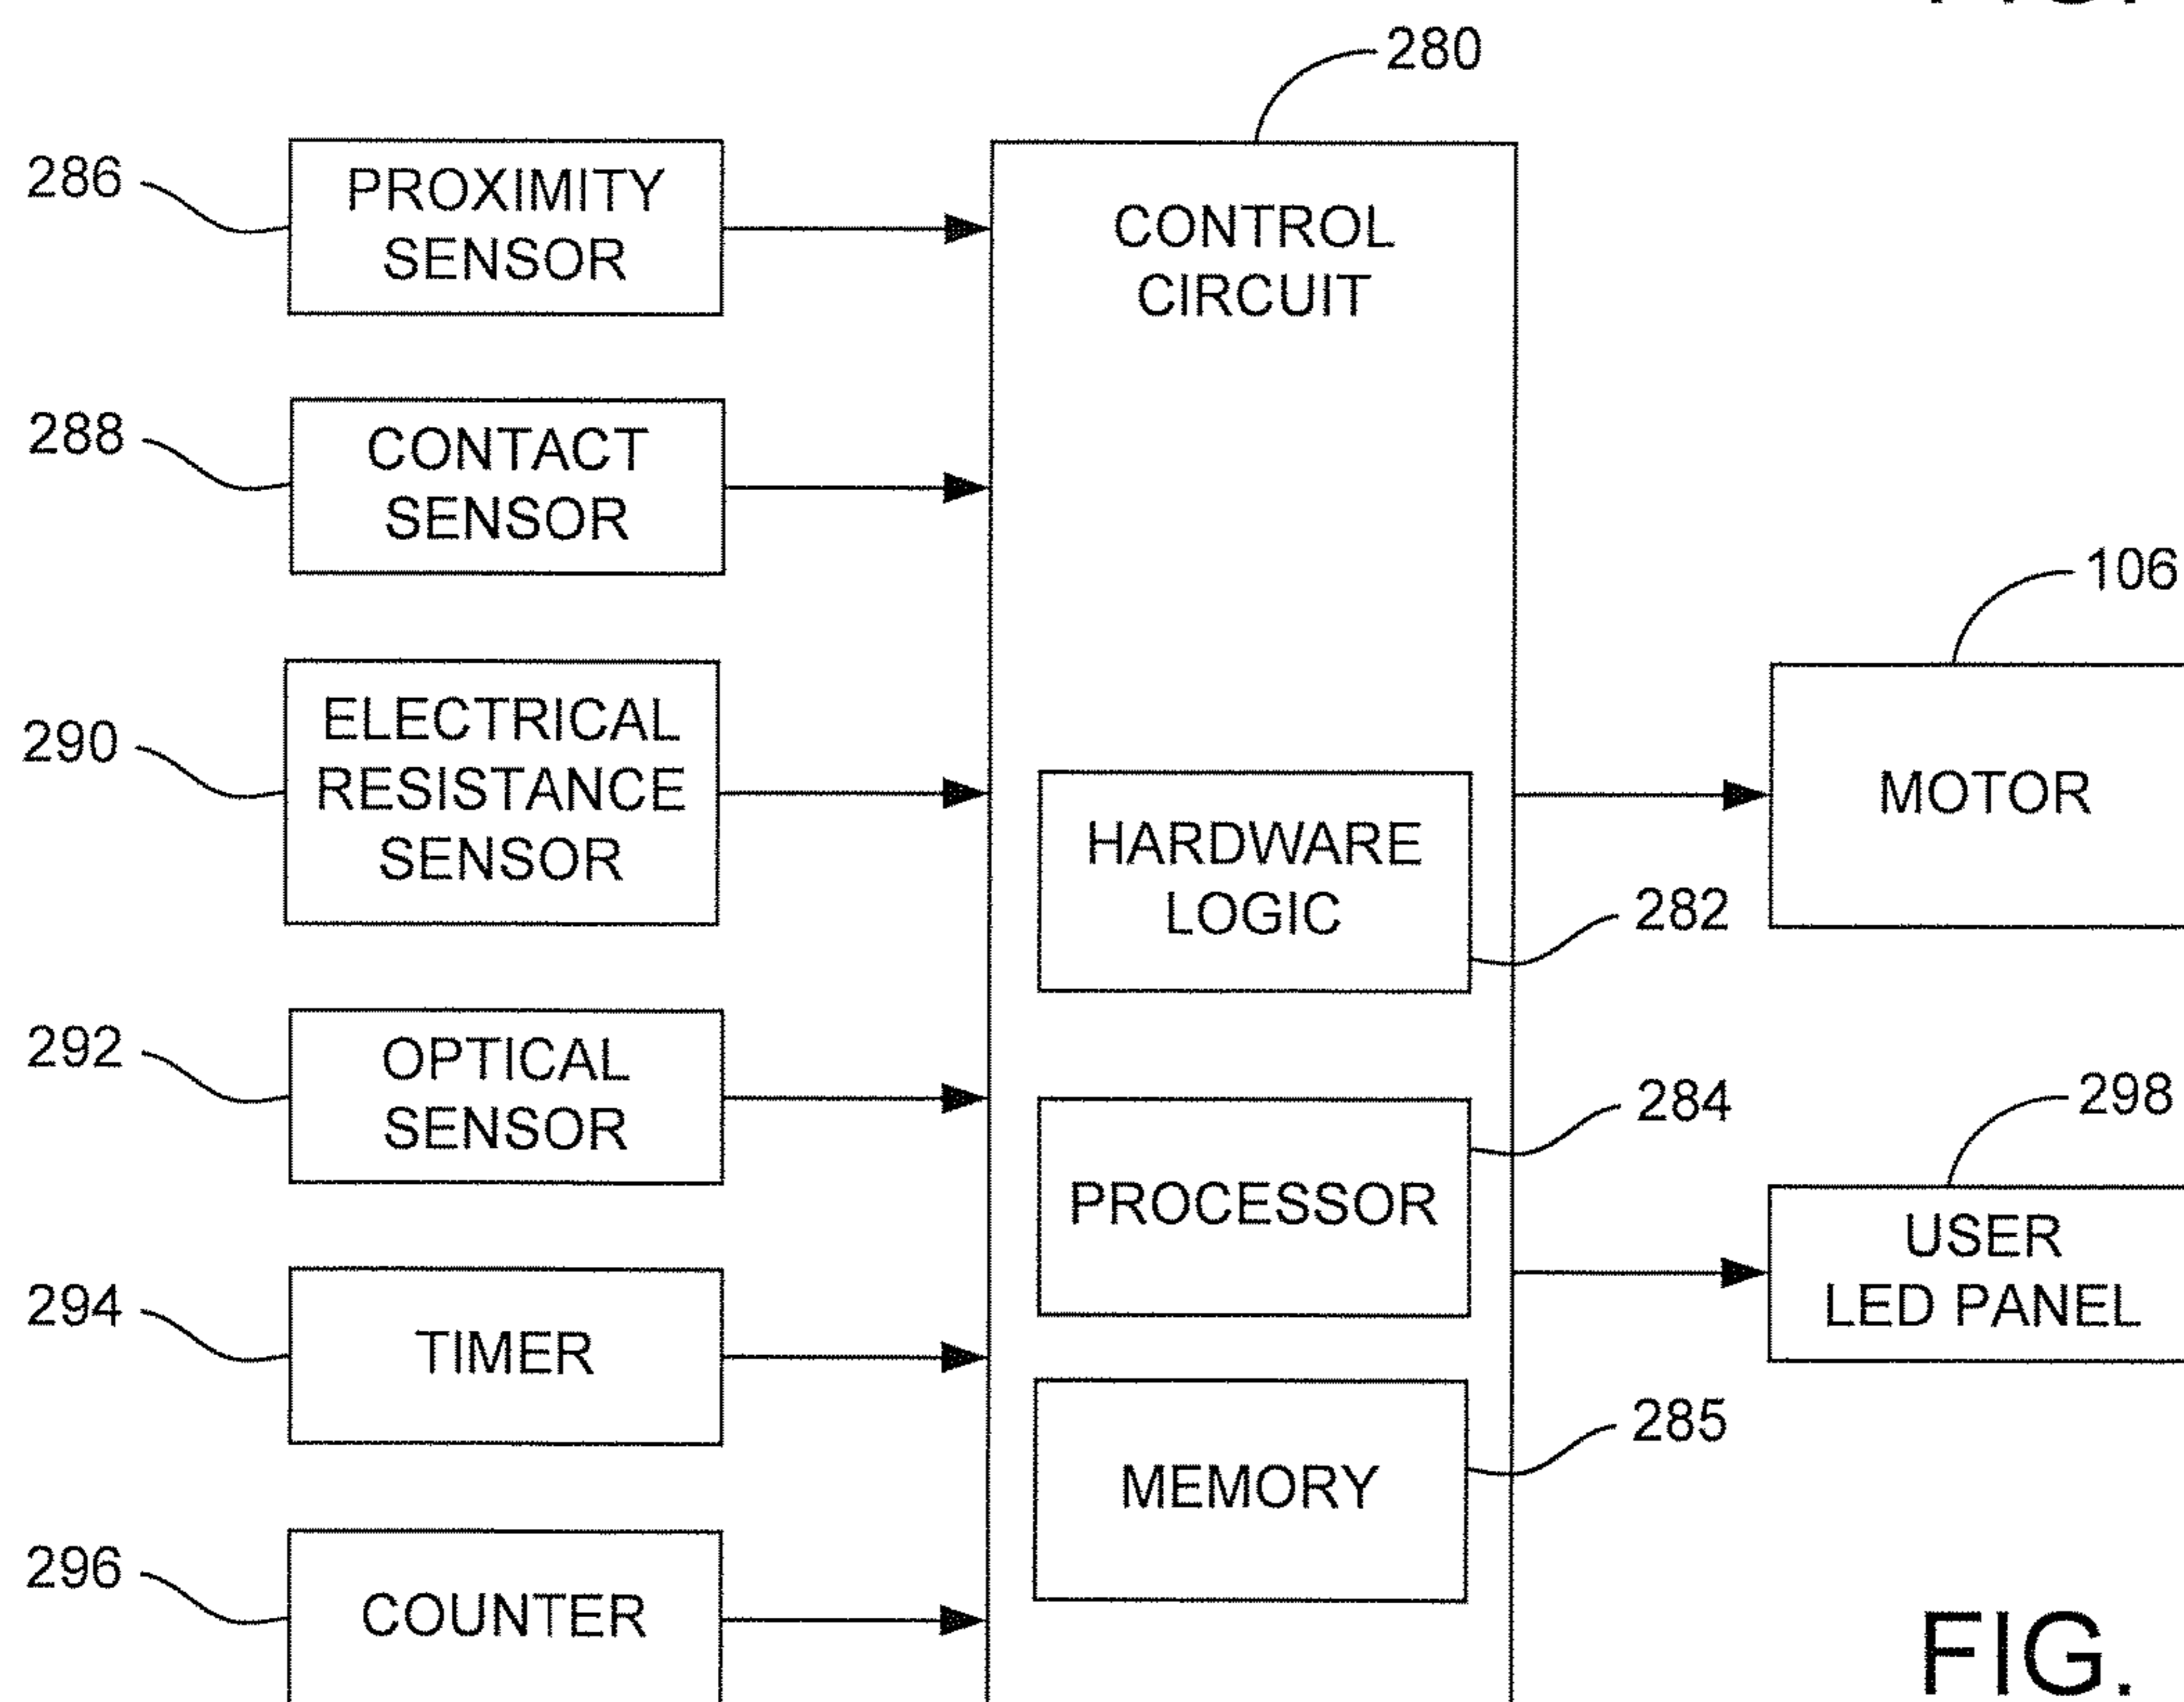 280
286
PROXIMITY
SENSOR
CONTROL
CIRCUIT
288
CONTACT
SENSOR
106
290
ELECTRICAL
RESISTANCE
SENSOR
MOTOR
HARDWARE
LOGIC
282
292
OPTICAL
SENSOR
284
298
PROCESSOR
USER
LED PANEL
294
TIMER
285
MEMORY
296
COUNTER
FIG.